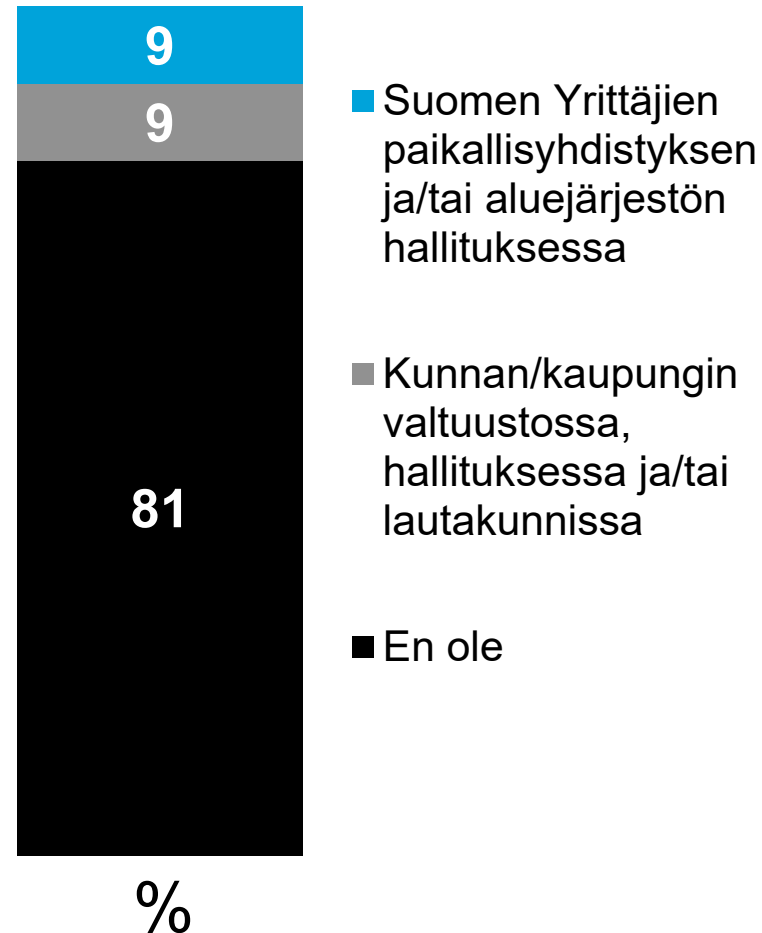 9
9
81
%
Suomen Yrittäjien
paikallisyhdistyksen
ja/tai aluejärjestön
hallituksessa
Kunnan/kaupungin
valtuustossa,
hallituksessa ja/tai
lautakunnissa
En ole